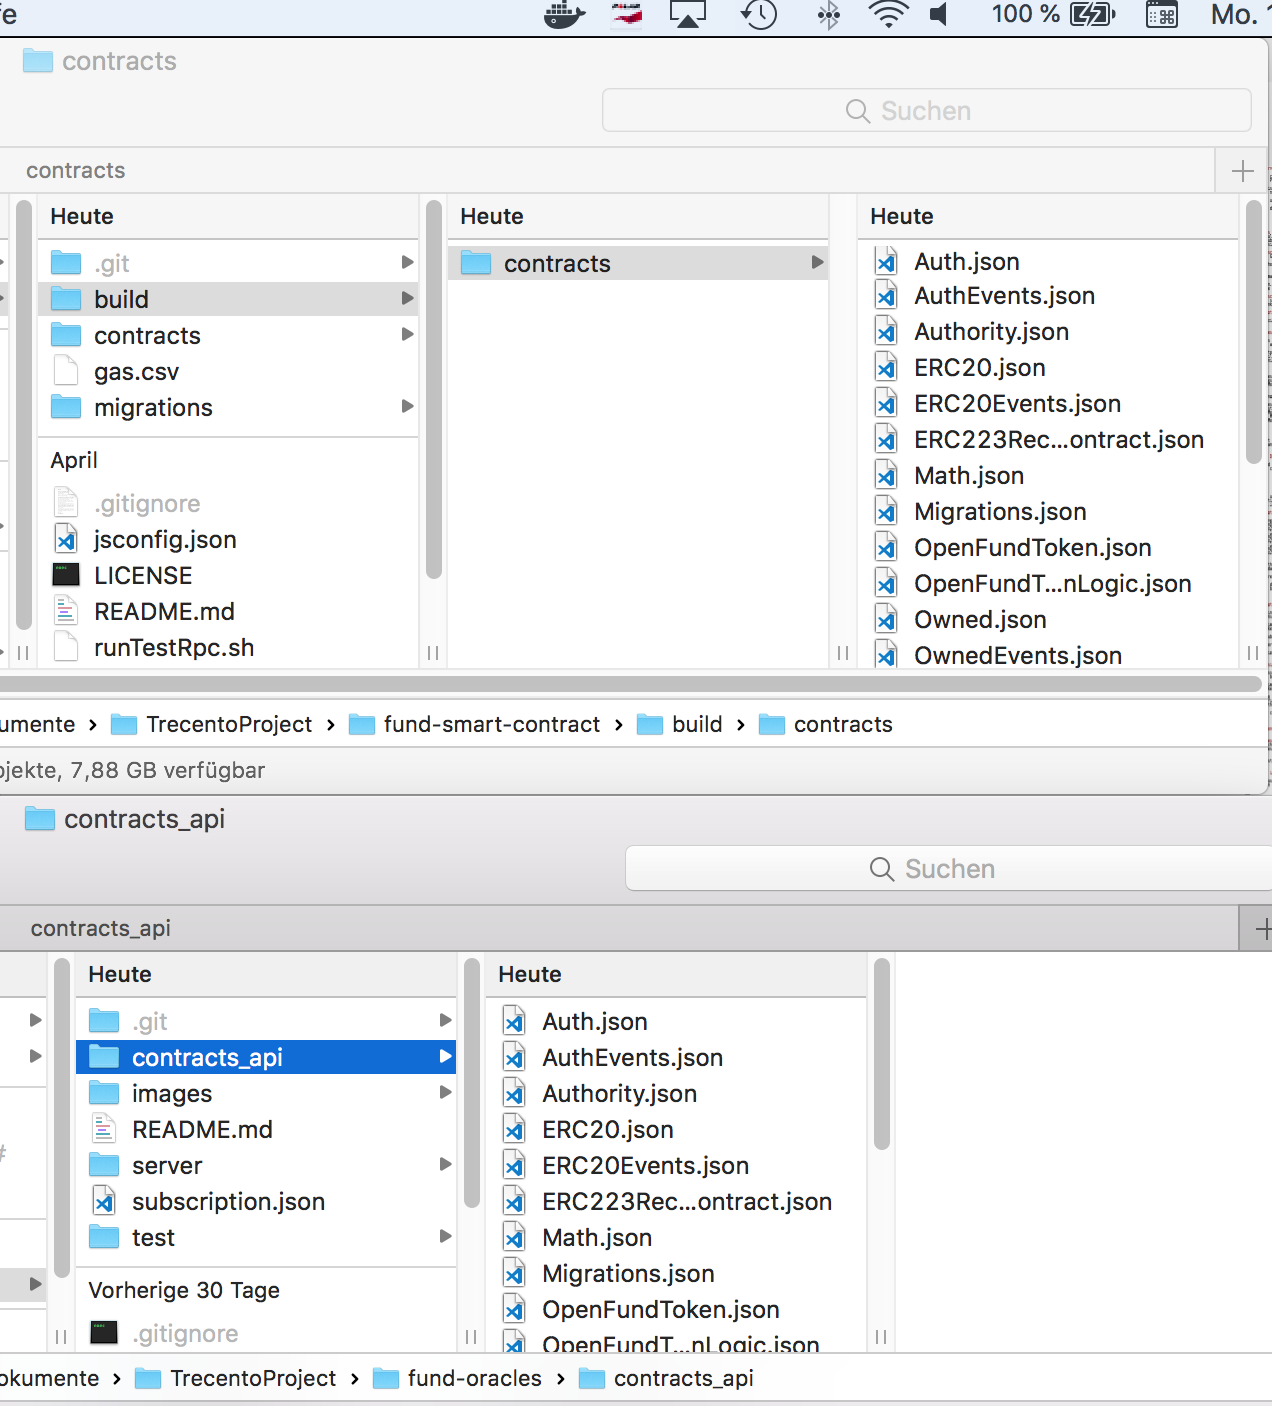 fe 100 % Mo. 1
contracts
Suchen
contracts
Heute
.git
build
contracts
gas.csv
migrations
April
.gitignore
jsconfig.json
LICENSE
README.md
runTestRpc.sh
Heute
contracts
Heute
Auth.json
AuthEvents.json
Authority.json
ERC20.json
ERC20Events.json
ERC223Rec...ontract.json
Math.json
Migrations.json
OpenFundToken.json
OpenFundT...nLogic.json
Owned.json
OwnedEvents.json
umente › TrecentoProject › fund-smart-contract › build › contracts
bjekte, 7,88 GB verfügbar
contracts_api
Suchen
contracts_api
#
Heute
.git
contracts_api
images
README.md
server
subscription.json
test
Vorherige 30 Tage
.gitignore
Heute
Auth.json
AuthEvents.json
Authority.json
ERC20.json
ERC20Events.json
ERC223Rec...ontract.json
Math.json
Migrations.json
OpenFundToken.json
OpenFundT...nLogic.json
okumente › TrecentoProject › fund-oracles › contracts_api